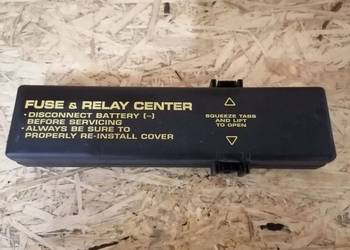 FUSE & RELAY CENTER
· DISCONNECT BATTERY (-)
BEFORE SERVICING
· ALWAYS BE SURE TO
PROPERLY RE-INSTALL COVER
SQUEEZE TABS
AND LIFT
TO OPEN